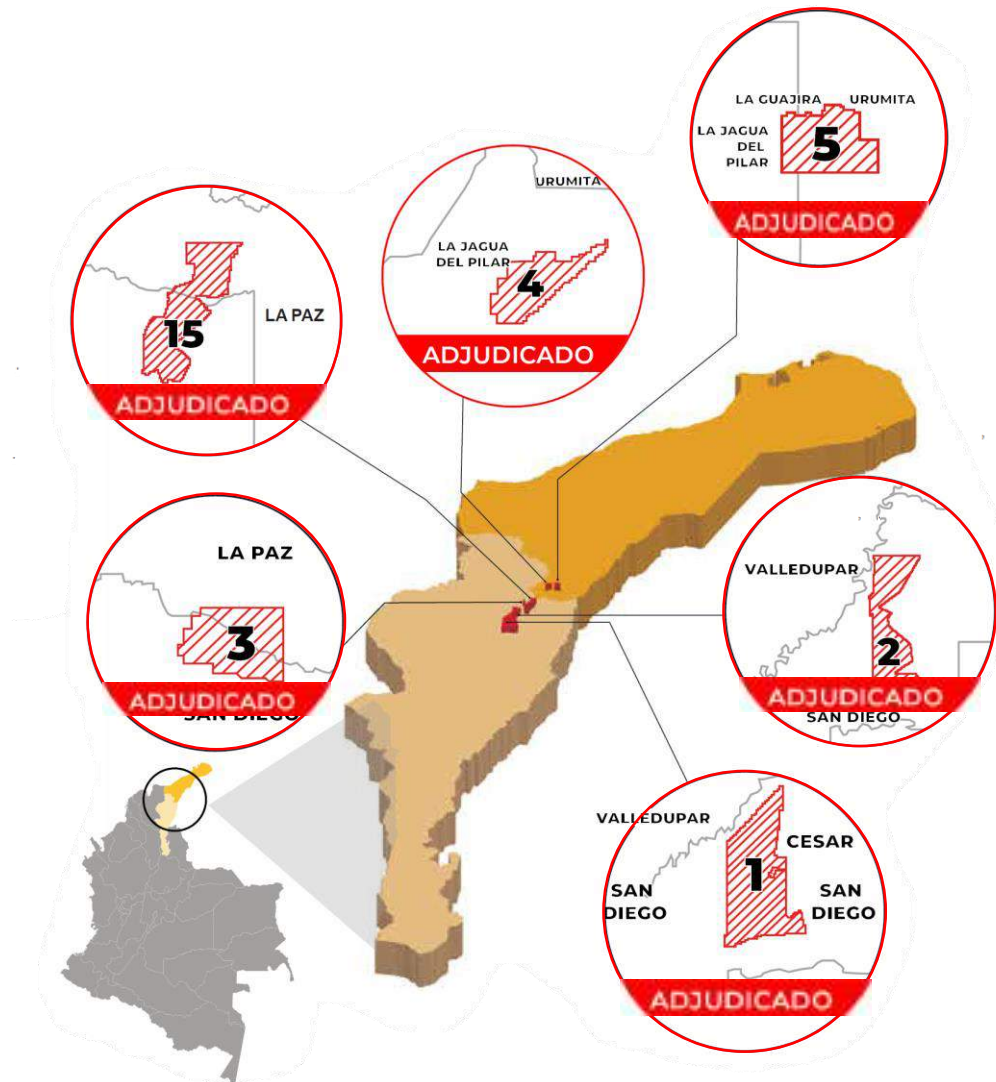 LA GUAJIRA URUMITA
LA JAGUA
DEL
PILAR
5
ADJUDICADO
URUMITA
LA JAGUA
DEL PILAR
4
ADJUDICADO
LA PAZ
15
ADJUDICADO
LA PAZ
3
ADJUDICADO
SAN DIEGO
VALLEDUPAR
2
ADJUDICADO
SAN DIEGO
VALLEDUPAR
CESAR
1
SAN
DIEGO
SAN
DIEGO
ADJUDICADO